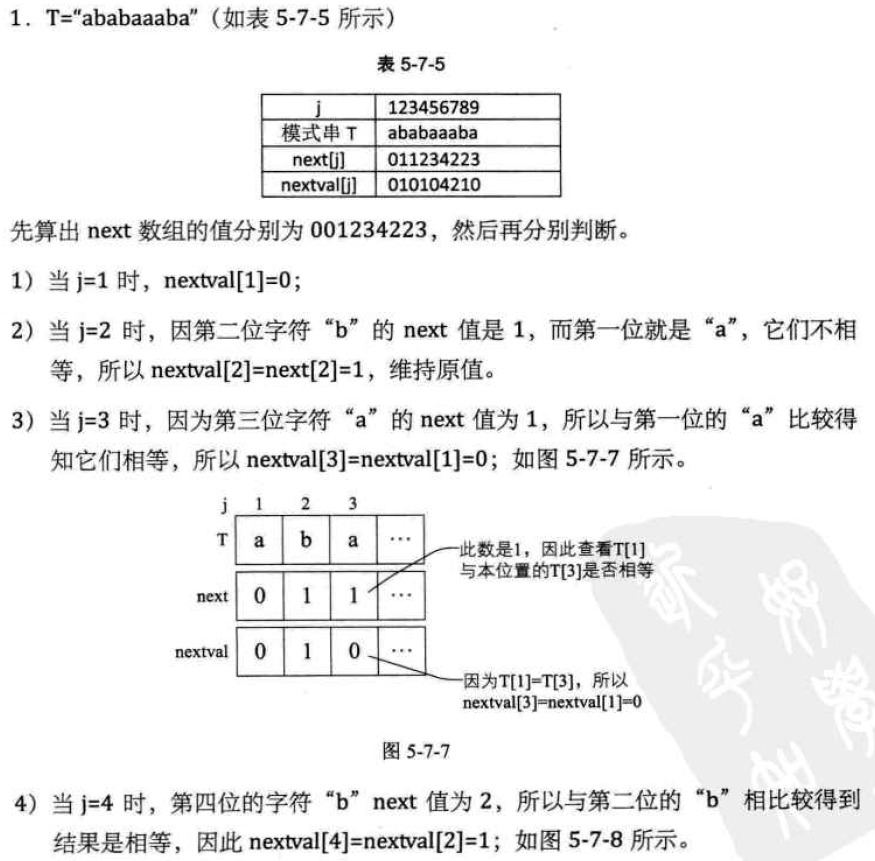 1. T=“ababaaaba”（如表 5-7-5 所示）
表 5-7-5
j 123456789
模式串 T ababaaaba
next[j] 011234223
nextval[j] 010104210
先算出 next 数组的值分别为 001234223，然后再分别判断。
1）当 j=1 时，nextval[1]=0；
2）当 j=2 时，因第二位字符“b”的 next 值是 1，而第一位就是“a”，它们不相
等，所以 nextval[2]=next[2]=1，维持原值。
3）当 j=3 时，因为第三位字符“a”的 next 值为 1，所以与第一位的“a”比较得
知它们相等，所以 nextval[3]=nextval[1]=0；如图 5-7-7 所示。
j 1 2 3
T a b a …
此数是1，因此查看T[1]
与本位置的T[3]是否相等
next 0 1 1 …
nextval 0 1 0 …
因为T[1]=T[3]，所以
nextval[3]=nextval[1]=0
图 5-7-7
4）当 j=4 时，第四位的字符“b”next 值为 2，所以与第二位的“b”相比较得到
结果是相等，因此 nextval[4]=nextval[2]=1；如图 5-7-8 所示。